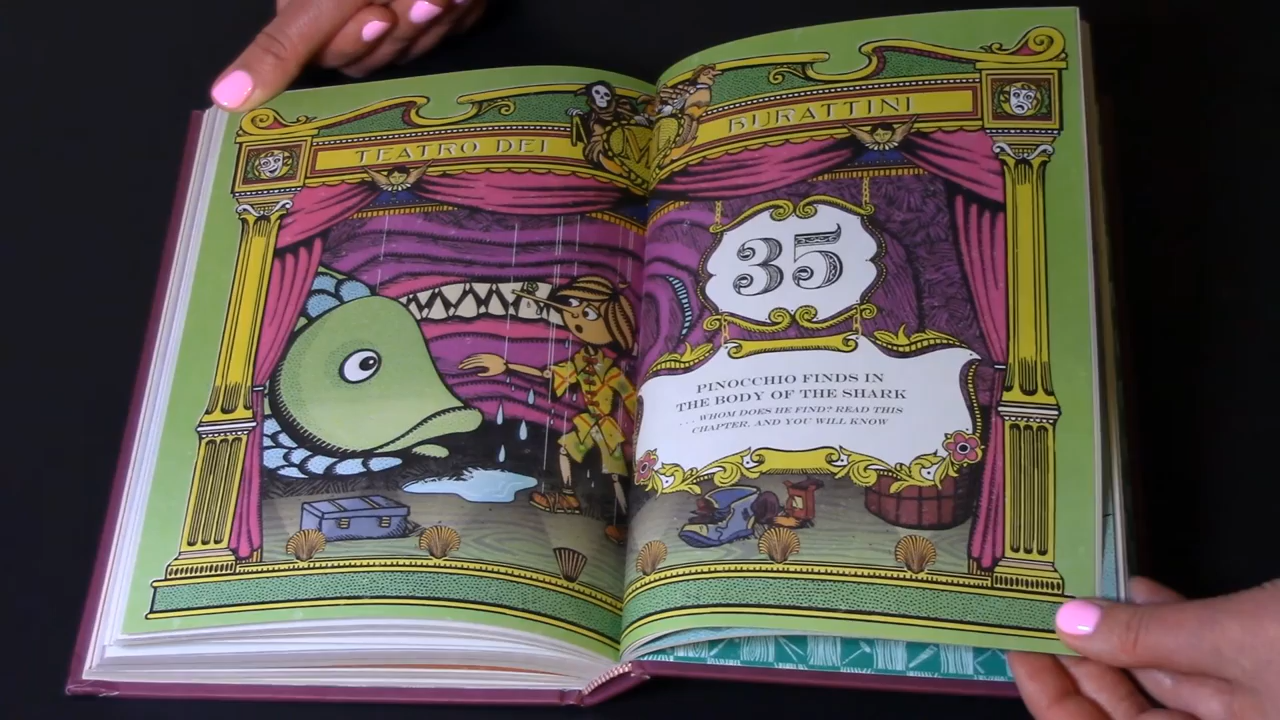 TEATRO DEI BURATTINI
35
PINOCCHIO FINDS IN
THE BODY OF THE SHARK
. . . WHOM DOES HE FIND? READ THIS
CHAPTER, AND YOU WILL KNOW